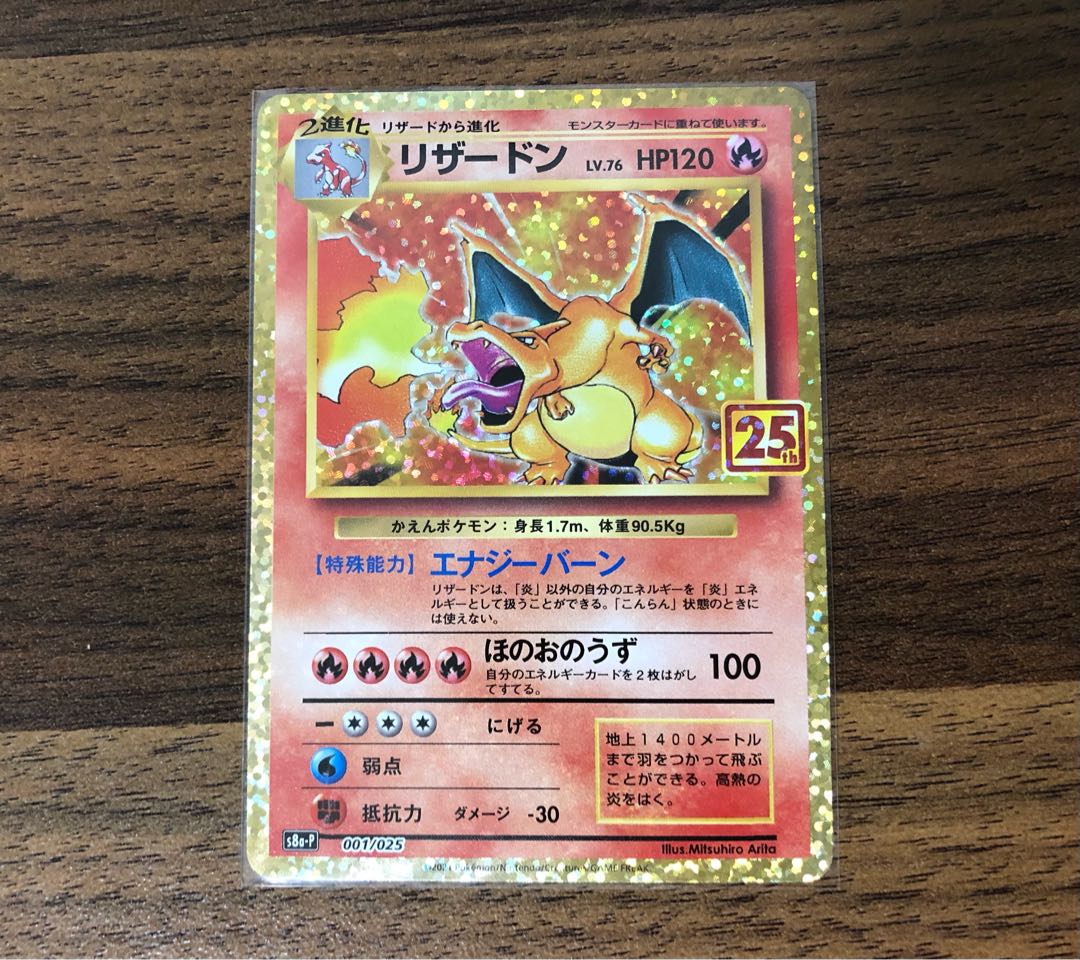 2進化 リザードから進化 モンスターカードに重ねて使います。
リザードン LV.76 HP120
25th
かえんポケモン：身長1.7m、体重90.5Kg
【特殊能力】 エナジーバーン
リザードンは、「炎」以外の自分のエネルギーを「炎」エネ
ルギーとして扱うことができる。「こんらん」状態のときに
は使えない。
ほのおのうず 100
自分のエネルギーカードを2枚はがし
てすてる。
ー にげる
弱点
抵抗力 ダメージ -30
地上1400メートル
まで羽をつかって飛ぶ
ことができる。高熱の
炎をはく。
s8a-P 001/025 Illus.Mitsuhiro Arita
©2021 Pokémon/Nintendo/Creatures/GAME FREAK